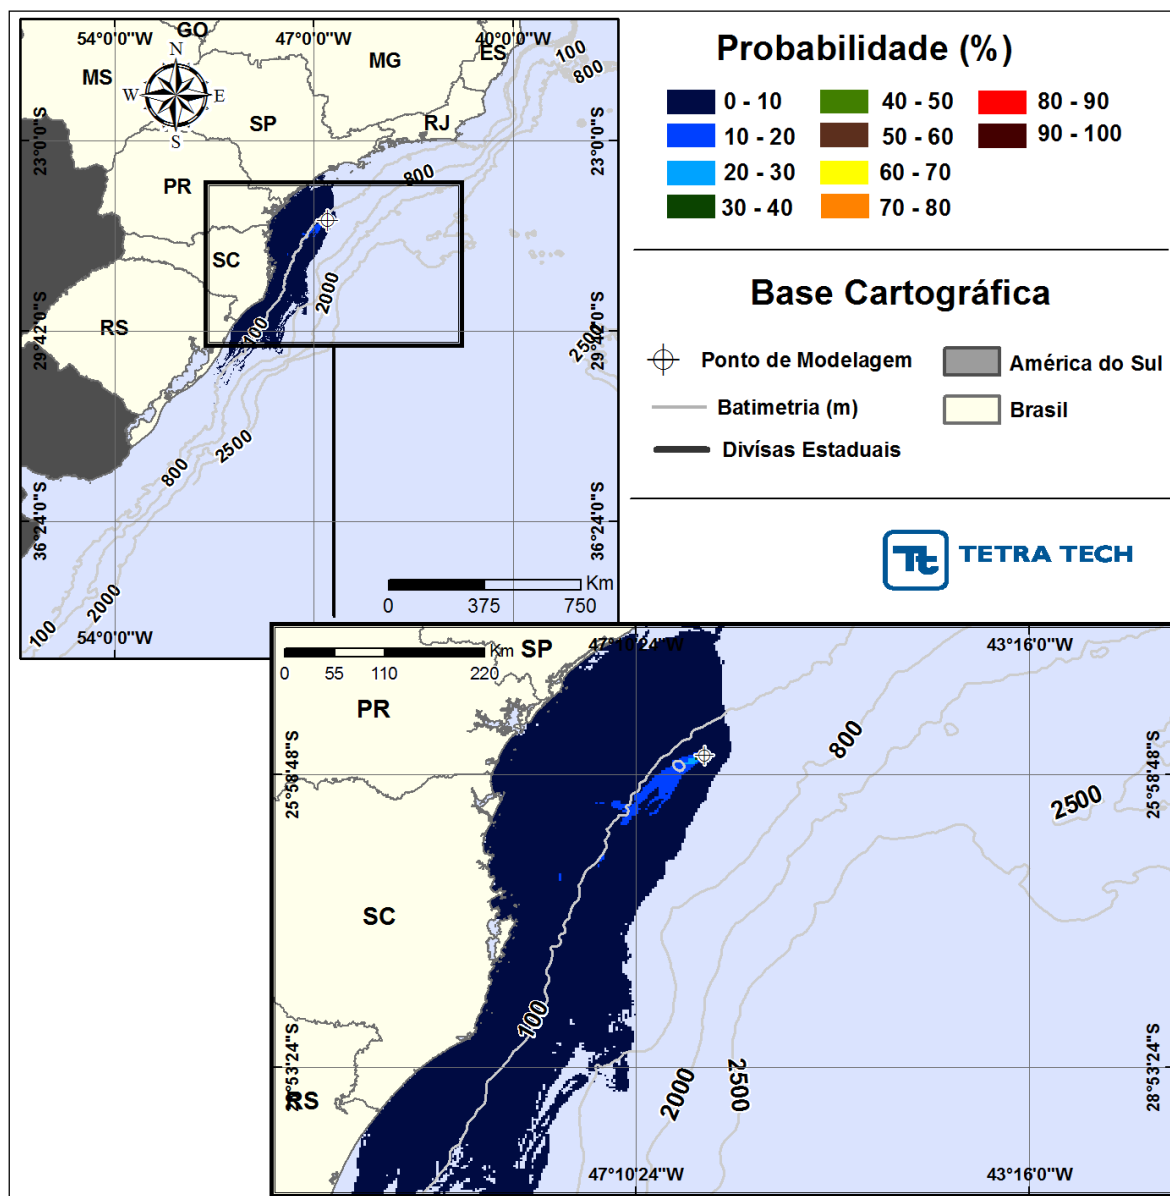 GO
54°0'0"W
47°0'0"W
40°0'0"W
ES
100
800
MG
MS
N
W
E
S
SP
RJ
23°0'0"S
23°0'0"S
800
PR
SC
2000
RS
100
29°42'0"S
29°42'0"S
2500
2500
800
36°24'0"S
36°24'0"S
Km
0 375 750
2000
100
54°0'0"W
Probabilidade (%)
0 - 10
40 - 50
80 - 90
10 - 20
50 - 60
90 - 100
20 - 30
60 - 70
30 - 40
70 - 80
Base Cartográfica
Ponto de Modelagem
América do Sul
Batimetria (m)
Brasil
Divísas Estaduais
Tt TETRA TECH
SP
47°10'24"W
43°16'0"W
Km
0 55 110 220
PR
800
25°58'48"S
25°58'48"S
2500
SC
100
28°53'24"S
RS
2000
2500
47°10'24"W
43°16'0"W